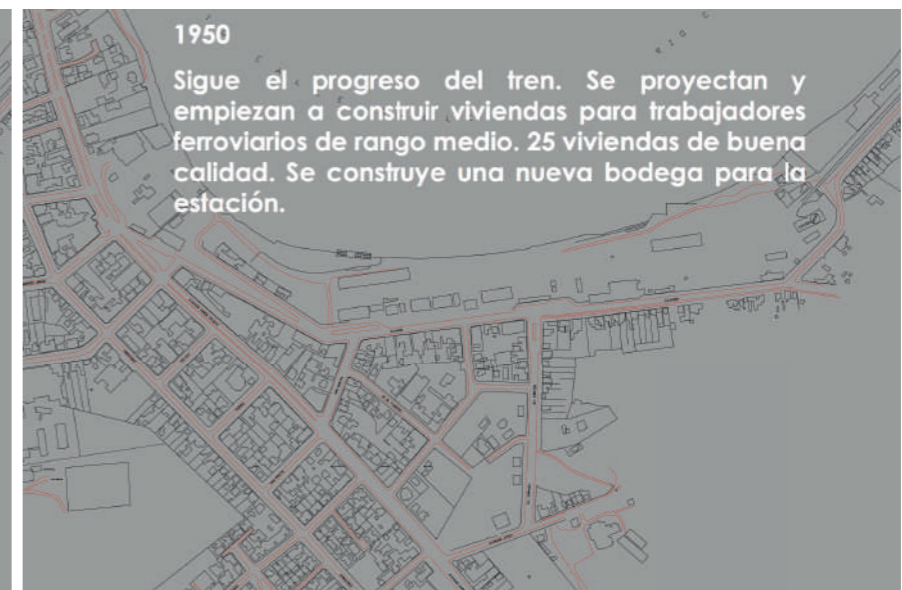 1950
Sigue el progreso del tren. Se proyectan y
empiezan a construir viviendas para trabajadores
ferroviarios de rango medio. 25 viviendas de buena
calidad. Se construye una nueva bodega para la
estación.